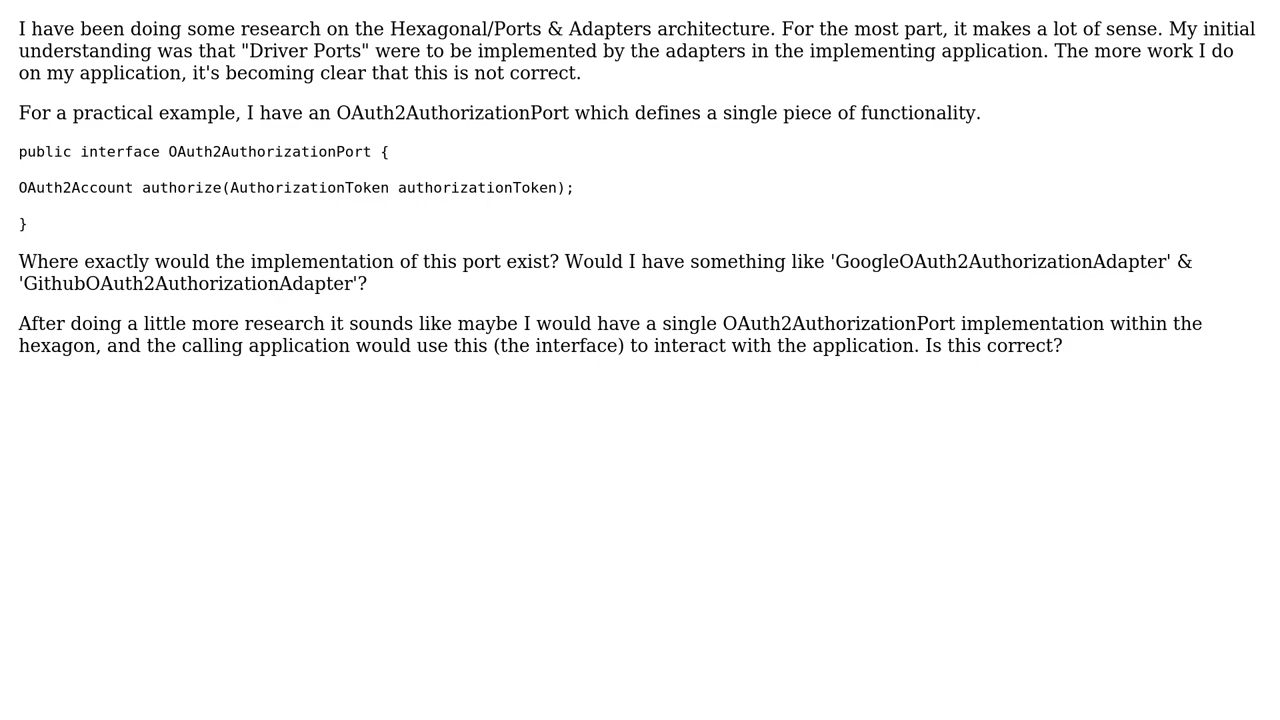 I have been doing some research on the Hexagonal/Ports & Adapters architecture. For the most part, it makes a lot of sense. My initial
understanding was that "Driver Ports" were to be implemented by the adapters in the implementing application. The more work I do
on my application, it's becoming clear that this is not correct.
For a practical example, I have an OAuth2AuthorizationPort which defines a single piece of functionality.
public interface OAuth2AuthorizationPort {
OAuth2Account authorize(AuthorizationToken authorizationToken);
}
Where exactly would the implementation of this port exist? Would I have something like 'GoogleOAuth2AuthorizationAdapter' &
'GithubOAuth2AuthorizationAdapter'?
After doing a little more research it sounds like maybe I would have a single OAuth2AuthorizationPort implementation within the
hexagon, and the calling application would use this (the interface) to interact with the application. Is this correct?